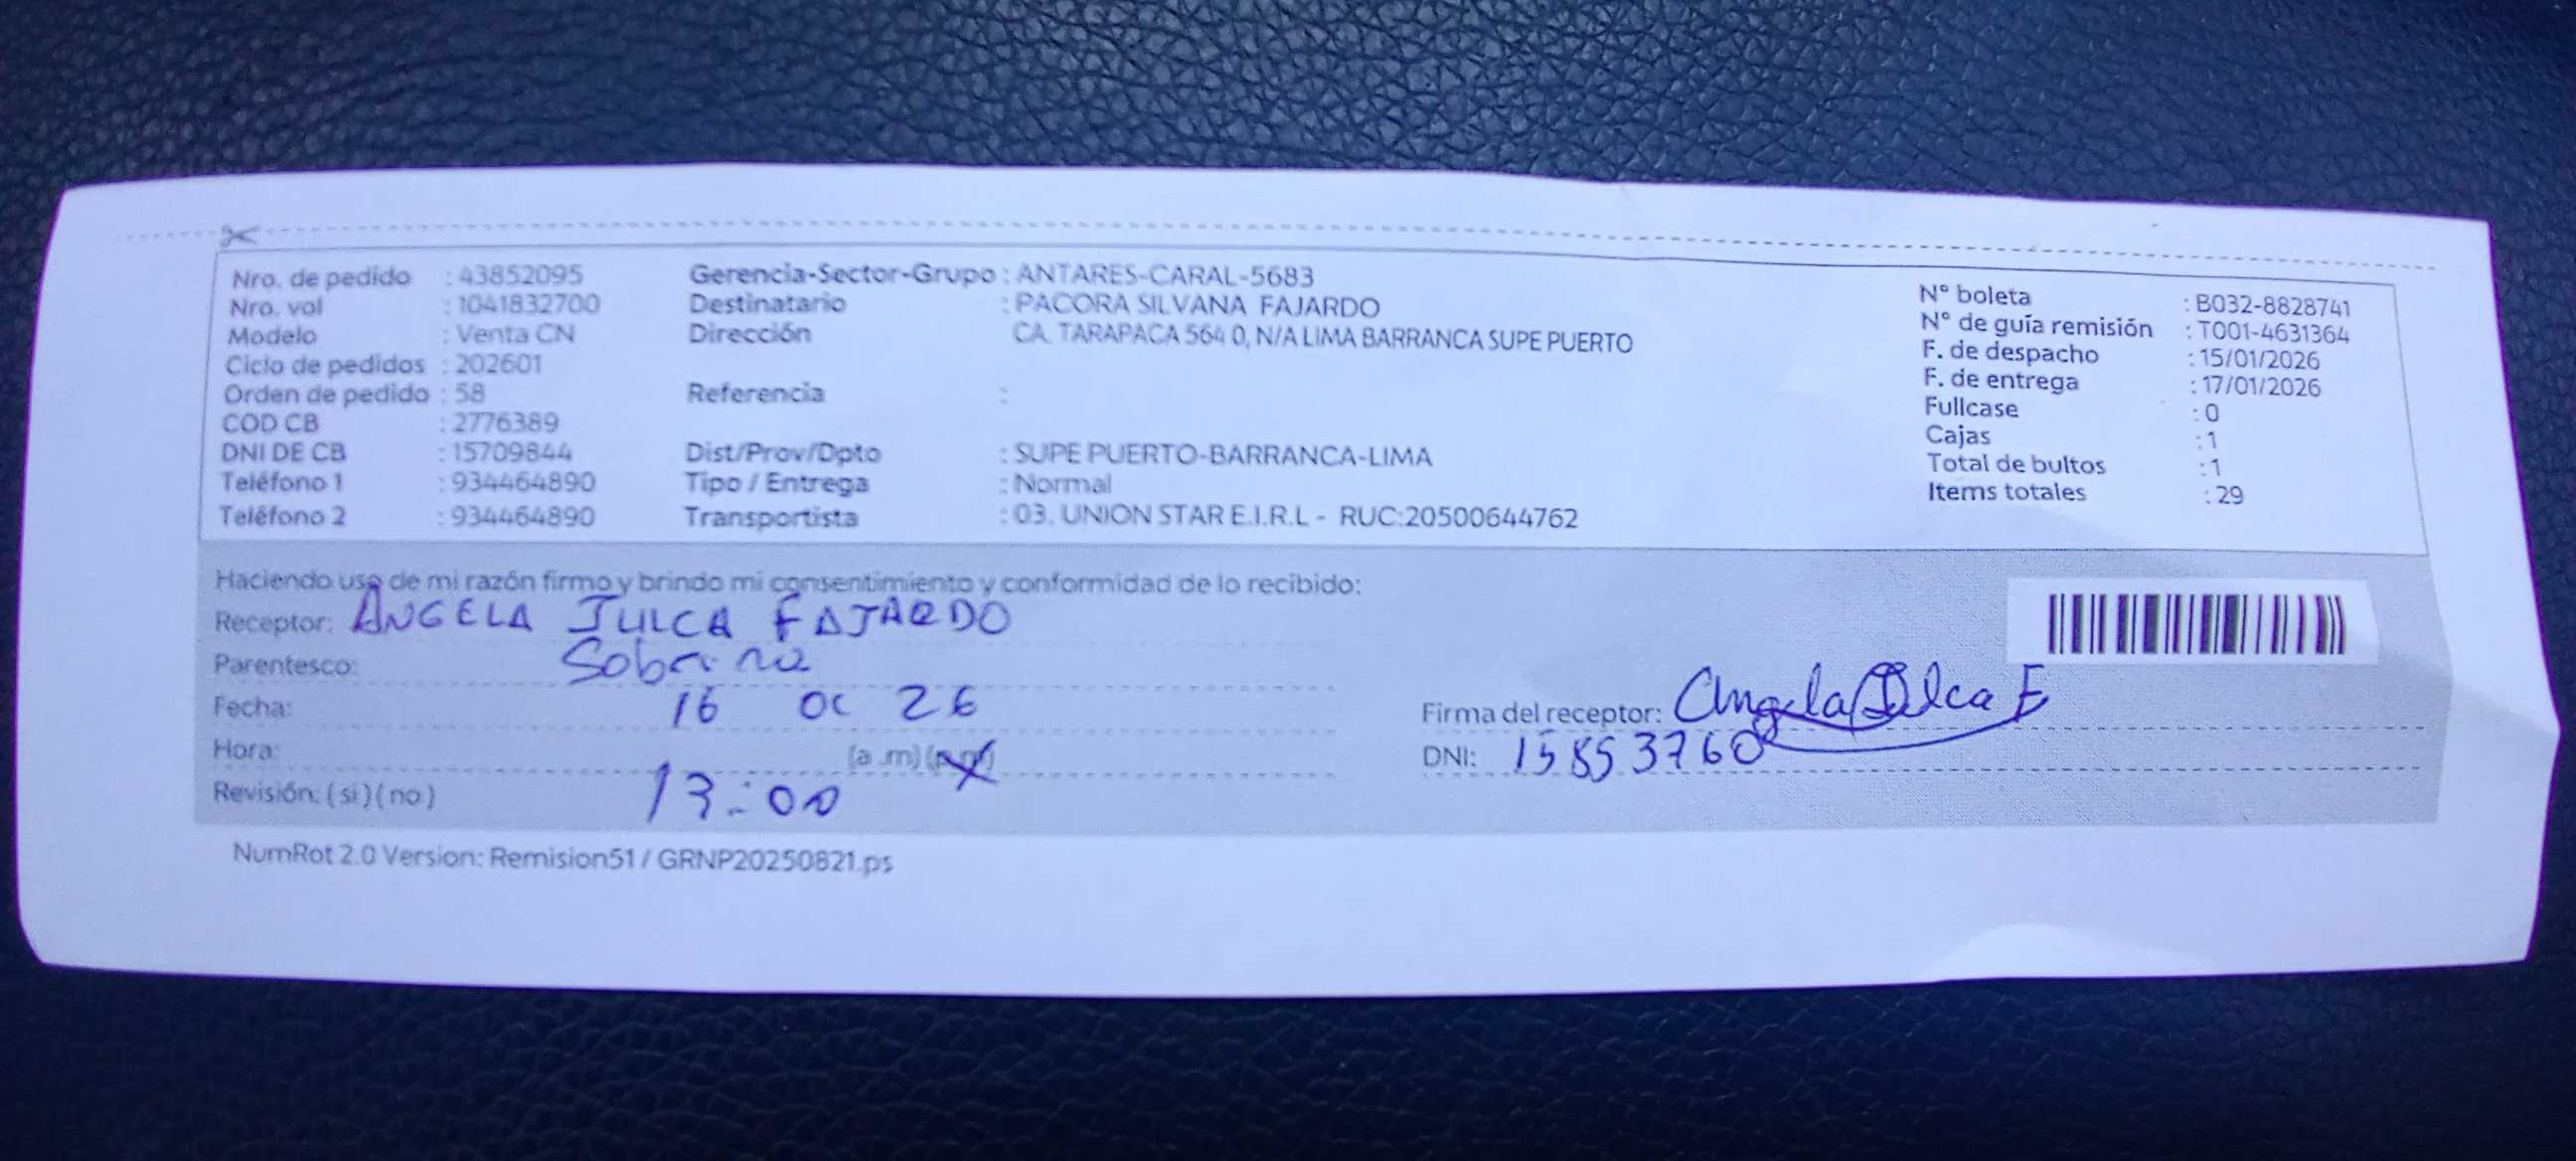 Nro. de pedido : 43852095
Nro. vol : 1041832700
Modelo : Venta CN
Ciclo de pedidos : 202601
Orden de pedido : 58
COD CB : 2776389
DNI DE CB : 15709844
Teléfono 1 : 934464890
Teléfono 2 : 934464890
Gerencia-Sector-Grupo : ANTARES-CARAL-5683
Destinatario : PACORA SILVANA FAJARDO
Dirección CA. TARAPACA 564 0, N/A LIMA BARRANCA SUPE PUERTO
Referencia :
Dist/Prov/Dpto : SUPE PUERTO-BARRANCA-LIMA
Tipo / Entrega : Normal
Transportista : 03. UNION STAR E.I.R.L - RUC:20500644762
N° boleta : B032-8828741
N° de guía remisión : T001-4631364
F. de despacho : 15/01/2026
F. de entrega : 17/01/2026
Fullcase : 0
Cajas : 1
Total de bultos : 1
Items totales : 29
Haciendo uso de mi razón firmo y brindo mi consentimiento y conformidad de lo recibido:
Receptor: ANGELA JULCA FAJARDO
Parentesco: Sobrina
Fecha: 16 26
Hora: 13:00 (a .m) (p.m)
Revisión: ( si ) ( no )
Firma del receptor: Angela Julca F
DNI: 15853760
NumRot 2.0 Version: Remision51 / GRNP20250821.ps